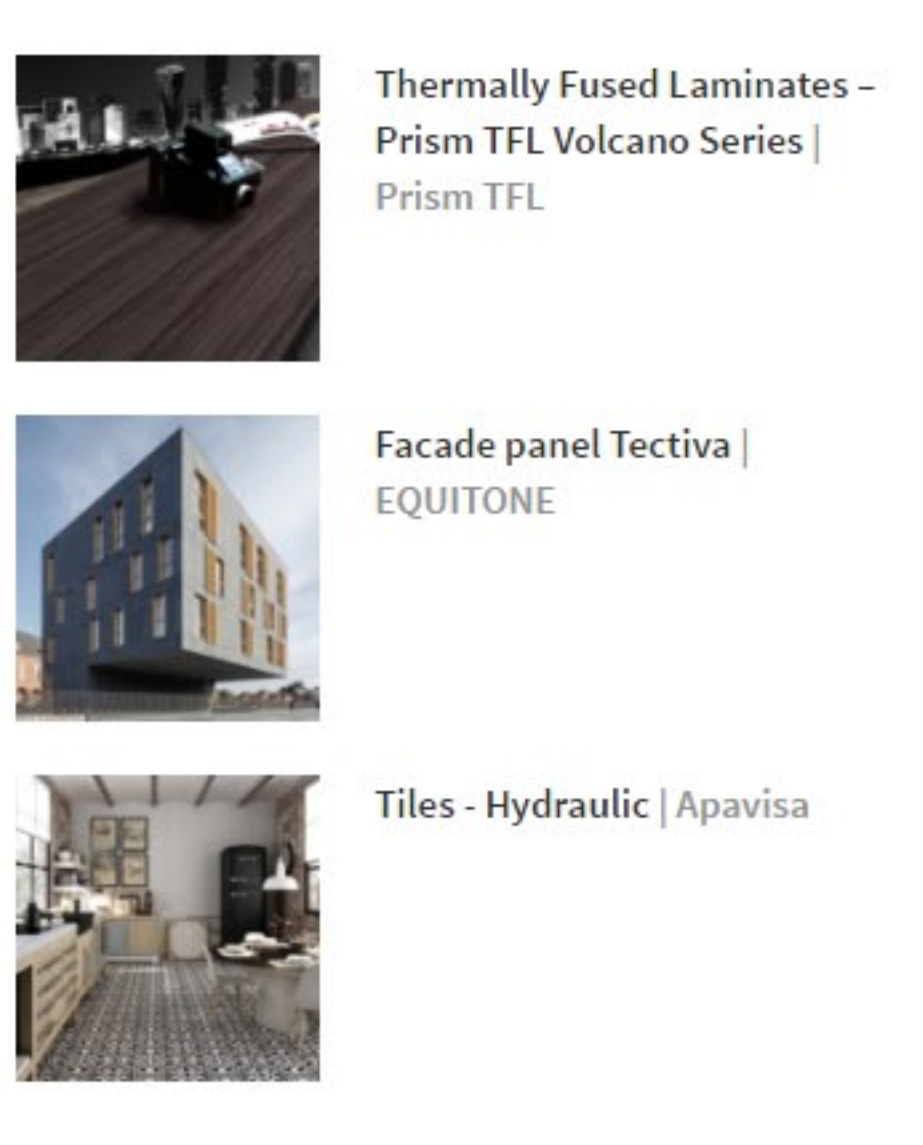 Thermally Fused Laminates –
Prism TFL Volcano Series |
Prism TFL
Facade panel Tectiva |
EQUITONE
Tiles - Hydraulic | Apavisa